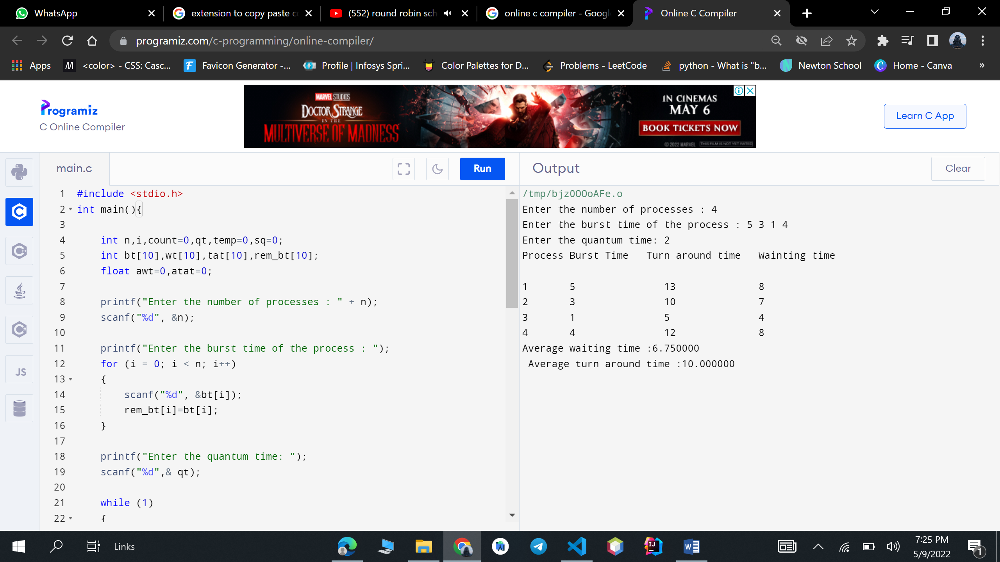 WhatsApp
extension to copy paste c
(552) round robin sch
online c compiler - Googl
Online C Compiler
programiz.com/c-programming/online-compiler/
Apps
<color> - CSS: Casc...
Favicon Generator -...
Profile | Infosys Spri...
Color Palettes for D...
Problems - LeetCode
python - What is "b...
Newton School
Home - Canva
»
Programiz
C Online Compiler
MARVEL STUDIOS
DOCTOR STRANGE
IN THE
MULTIVERSE OF MADNESS
IN CINEMAS
MAY 6
BOOK TICKETS NOW
© 2022 MARVEL THIS FILM IS NOT YET RATED
Learn C App
main.c
Run
Output
Clear
1 #include <stdio.h>
2 int main(){
3
4 int n,i,count=0,qt,temp=0,sq=0;
5 int bt[10],wt[10],tat[10],rem_bt[10];
6 float awt=0,atat=0;
7
8 printf("Enter the number of processes : " + n);
9 scanf("%d", &n);
10
11 printf("Enter the burst time of the process : ");
12 for (i = 0; i < n; i++)
13 {
14 scanf("%d", &bt[i]);
15 rem_bt[i]=bt[i];
16 }
17
18 printf("Enter the quantum time: ");
19 scanf("%d",& qt);
20
21 while (1)
22 {
/tmp/bjz0OOoAFe.o
Enter the number of processes : 4
Enter the burst time of the process : 5 3 1 4
Enter the quantum time: 2
Process Burst Time Turn around time Wainting time
1 5 13 8
2 3 10 7
3 1 5 4
4 4 12 8
Average waiting time :6.750000
Average turn around time :10.000000
JS
Links
7:25 PM
5/9/2022
1